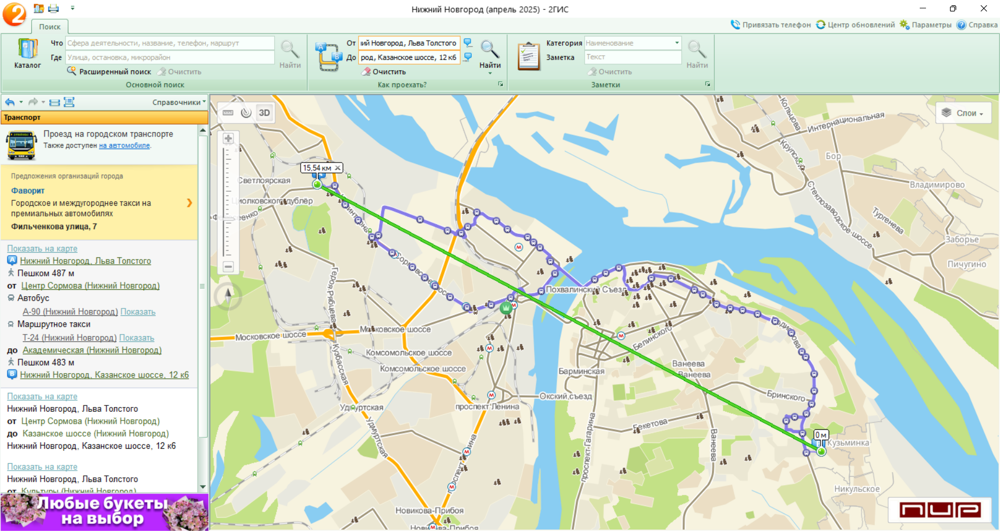 Нижний Новгород (апрель 2025) - 2ГИС
Поиск
Привязать телефон
Центр обновлений
Параметры
Справка
Каталог
Что
Сфера деятельности, название, телефон, маршрут
Где
Улица, остановка, микрорайон
Расширенный поиск
Очистить
Найти
Основной поиск
От
ий Новгород, Льва Толстого
До
род, Казанское шоссе, 12 к6
Очистить
Найти
Как проехать?
Категория
Наименование
Заметка
Текст
Очистить
Найти
Заметки
Справочники
Транспорт
Проезд на городском транспорте
Также доступен на автомобиле.
Предложения организаций города
Фаворит
Городское и междугороднее такси на
премиальных автомобилях
Фильченкова улица, 7
Показать на карте
A Нижний Новгород, Льва Толстого
Пешком 487 м
от Центр Сормова (Нижний Новгород)
Автобус
А-90 (Нижний Новгород) Показать
Маршрутное такси
Т-24 (Нижний Новгород) Показать
до Академическая (Нижний Новгород)
Пешком 483 м
B Нижний Новгород, Казанское шоссе, 12 к6
Показать на карте
Нижний Новгород, Льва Толстого
от Центр Сормова (Нижний Новгород)
до Казанское шоссе (Нижний Новгород)
Нижний Новгород, Казанское шоссе, 12 к6
Показать на карте
Нижний Новгород, Льва Толстого
от Культуры (Нижний Новгород)
Любые букеты
на выбор
3D
Слои
15,54 км
0 м
Светлоярская
Кольцова
Интернациональная
Крупской
Бор
Стеклозаводское шоссе
Владимирово
Тургенева
Заборье
Пичугино
Героя Рябцева
Похвалинский Съезд
Московское шоссе
Московское шоссе
Кузбасская
Комсомольское шоссе
Комсомольское шоссе
Белинского
Родионова
Ванеева
Ванеева
Барминская
Окский съезд
Бринского
Удмуртская
Удмуртская
проспект Ленина
Бекетова
проспект Гагарина
Ванеева
Кузьминка
Никульское
Новикова-Прибоя
Новикова-Прибоя
пир